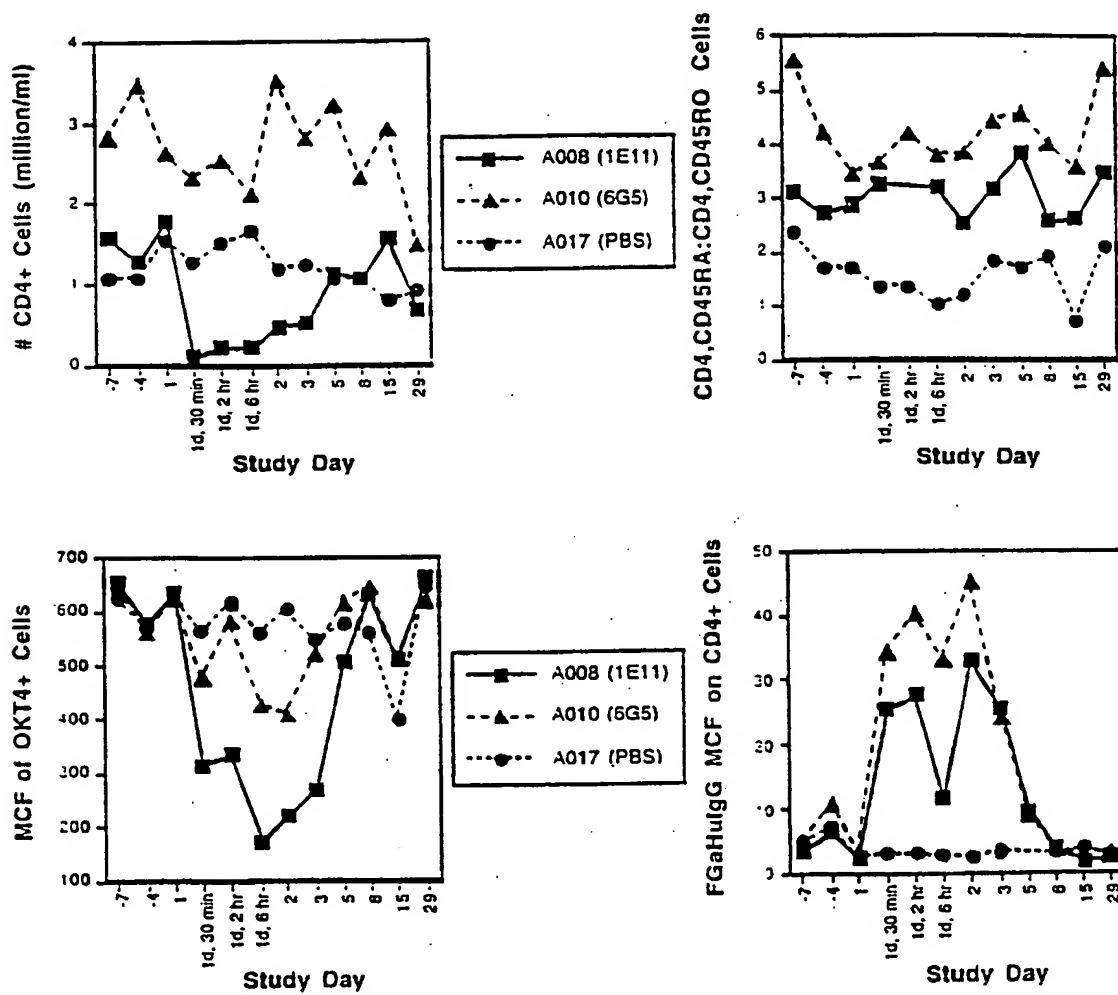 # CD4+ Cells (million/ml)
4
3
2
1
0
-7
-4
1
1d, 30 min
1d, 2 hr
1d, 6 hr
2
3
5
8
15
29
Study Day
A008 (1E11)
A010 (6G5)
A017 (PBS)
CD4,CD45RA:CD4,CD45RO Cells
6
5
4
3
2
1
0
-7
-4
1
1d, 30 min
1d, 2 hr
1d, 6 hr
2
3
5
8
15
29
Study Day
MCF of OKT4+ Cells
700
600
500
400
300
200
100
-7
-4
1
1d, 30 min
1d, 2 hr
1d, 6 hr
2
3
5
8
15
29
Study Day
A008 (1E11)
A010 (6G5)
A017 (PBS)
FGaHuIgG MCF on CD4+ Cells
50
40
30
20
10
0
-7
-4
1
1d, 30 min
1d, 2 hr
1d, 6 hr
2
3
5
8
15
29
Study Day